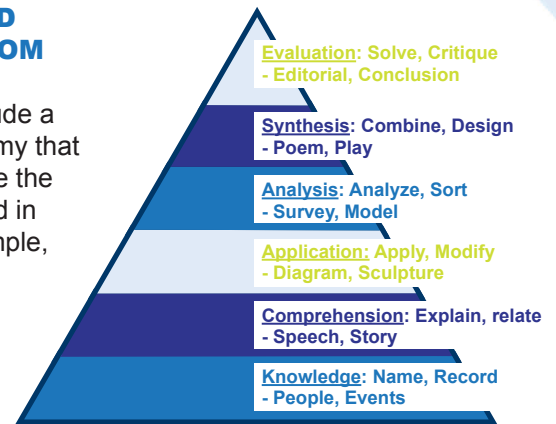 D
OM
ude a
my that
e the
d in
mple,
Evaluation: Solve, Critique
- Editorial, Conclusion
Synthesis: Combine, Design
- Poem, Play
Analysis: Analyze, Sort
- Survey, Model
Application: Apply, Modify
- Diagram, Sculpture
Comprehension: Explain, relate
- Speech, Story
Knowledge: Name, Record
- People, Events